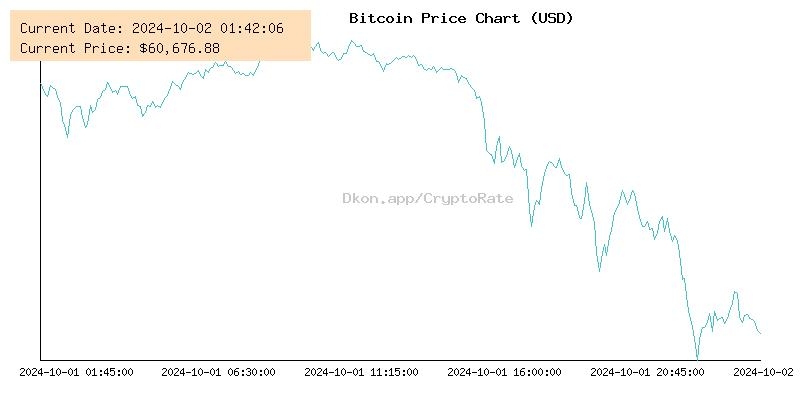 Bitcoin Price Chart (USD)
Current Date: 2024-10-02 01:42:06
Current Price: $60,676.88
Dkon.app/CryptoRate
2024-10-01 01:45:00 2024-10-01 06:30:00 2024-10-01 11:15:00 2024-10-01 16:00:00 2024-10-01 20:45:00 2024-10-02